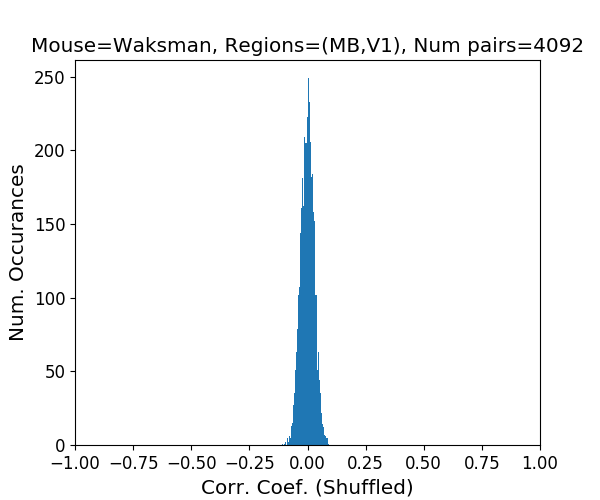 Mouse=Waksman, Regions=(MB,V1), Num pairs=4092
Num. Occurances
250
200
150
100
50
0
−1.00 −0.75 −0.50 −0.25 0.00 0.25 0.50 0.75 1.00
Corr. Coef. (Shuffled)